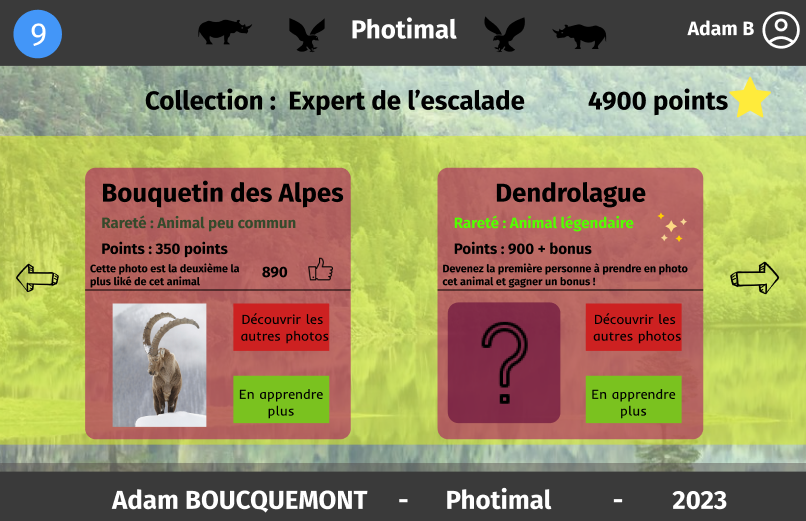 9
Photimal
Adam B
Collection : Expert de l'escalade
4900 points
Bouquetin des Alpes
Rareté : Animal peu commun
Points : 350 points
Cette photo est la deuxième la
plus liké de cet animal
890
Découvrir les
autres photos
En apprendre
plus
Dendrolague
Rareté : Animal légendaire
Points : 900 + bonus
Devenez la première personne à prendre en photo
cet animal et gagner un bonus !
?
Découvrir les
autres photos
En apprendre
plus
Adam BOUCQUEMONT - Photimal - 2023